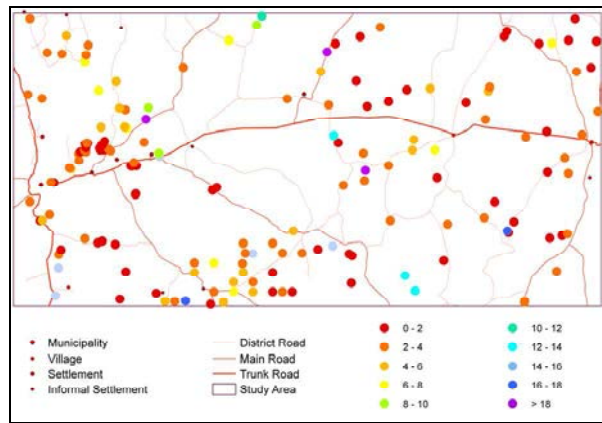 Municipality
Village
Settlement
Informal Settlement
District Road
Main Road
Trunk Road
Study Area
0 - 2
2 - 4
4 - 6
6 - 8
8 - 10
10 - 12
12 - 14
14 - 16
16 - 18
> 18